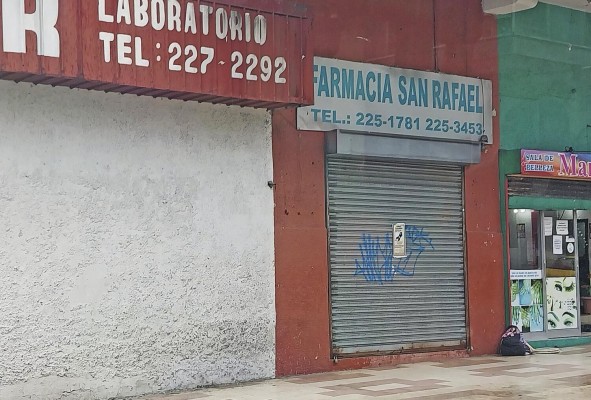 R
LABORATORIO
TEL: 227-2292
FARMACIA SAN RAFAEL
TEL.: 225-1781 225-3453
SALA DE
BELLEZA